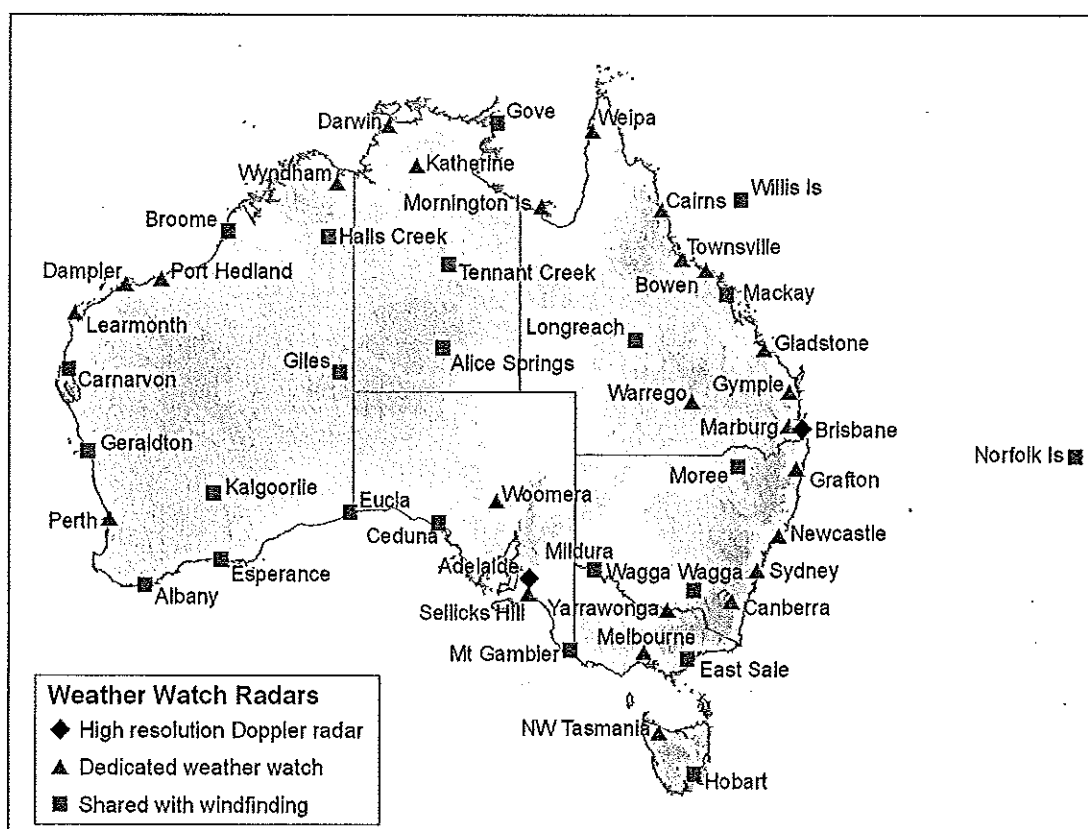 Darwin
Gove
Weipa
Katherine
Wyndham
Mornington Is
Cairns
Willis Is
Broome
Halls Creek
Tennant Creek
Townsville
Bowen
Dampler
Port Hedland
Mackay
Learmonth
Longreach
Gladstone
Giles
Alice Springs
Carnarvon
Warrego
Gymple
Marburg
Brisbane
Geraldton
Moree
Norfolk Is
Grafton
Kalgoorlie
Eucla
Woomera
Perth
Ceduna
Newcastle
Mildura
Esperance
Adelaide
Wagga Wagga
Sydney
Albany
Sellicks Hill
Yarrawonga
Canberra
Melbourne
Mt Gambier
East Sale
Weather Watch Radars
High resolution Doppler radar
NW Tasmania
Dedicated weather watch
Hobart
Shared with windfinding